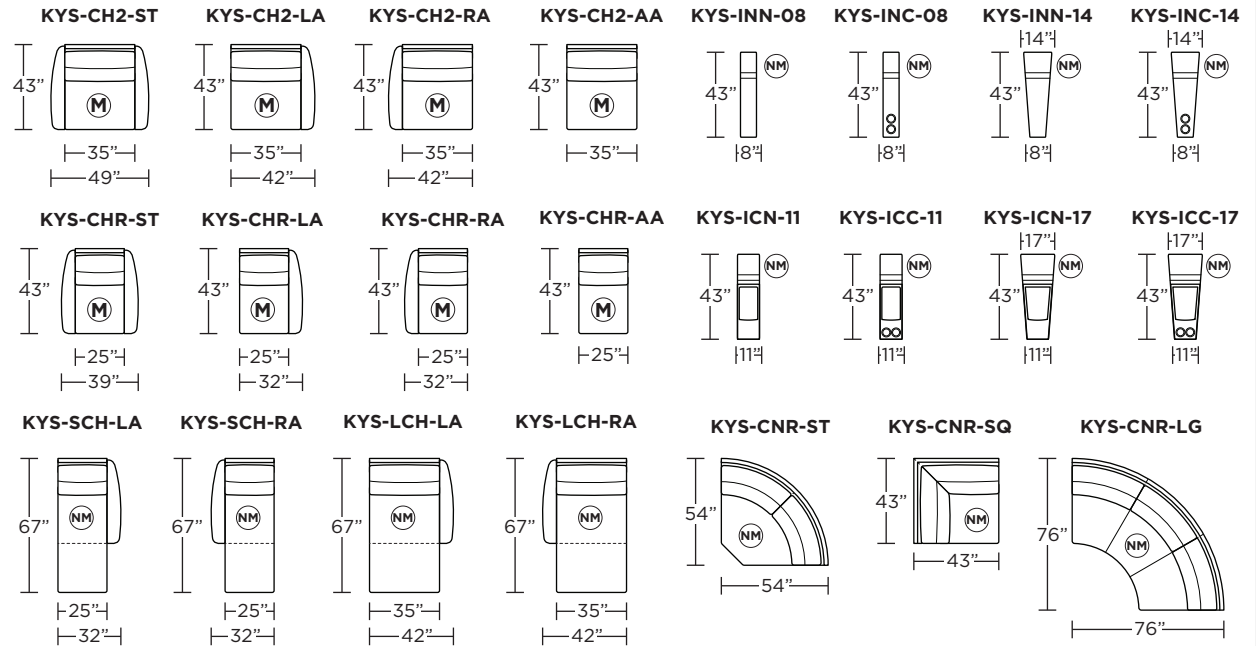 KYS-CH2-ST KYS-CH2-LA KYS-CH2-RA KYS-CH2-AA KYS-INN-08 KYS-INC-08 KYS-INN-14 KYS-INC-14
14” 14”
NM NM NM NM
43” 43” 43” 43” 43” 43” 43” 43”
M M M M
35” 35” 35” 35” 8” 8” 8” 8”
49” 42” 42”
KYS-CHR-ST KYS-CHR-LA KYS-CHR-RA KYS-CHR-AA KYS-ICN-11 KYS-ICC-11 KYS-ICN-17 KYS-ICC-17
17” 17”
NM NM NM NM
43” 43” 43” 43” 43” 43” 43” 43”
M M M M
25” 25” 25” 25” 11” 11” 11” 11”
39” 32” 32”
KYS-SCH-LA KYS-SCH-RA KYS-LCH-LA KYS-LCH-RA KYS-CNR-ST KYS-CNR-SQ KYS-CNR-LG
43”
67” 67” 67” 67” 54” 76”
NM NM NM NM NM NM NM
43”
54”
25” 25” 35” 35”
32” 32” 42” 42” 76”